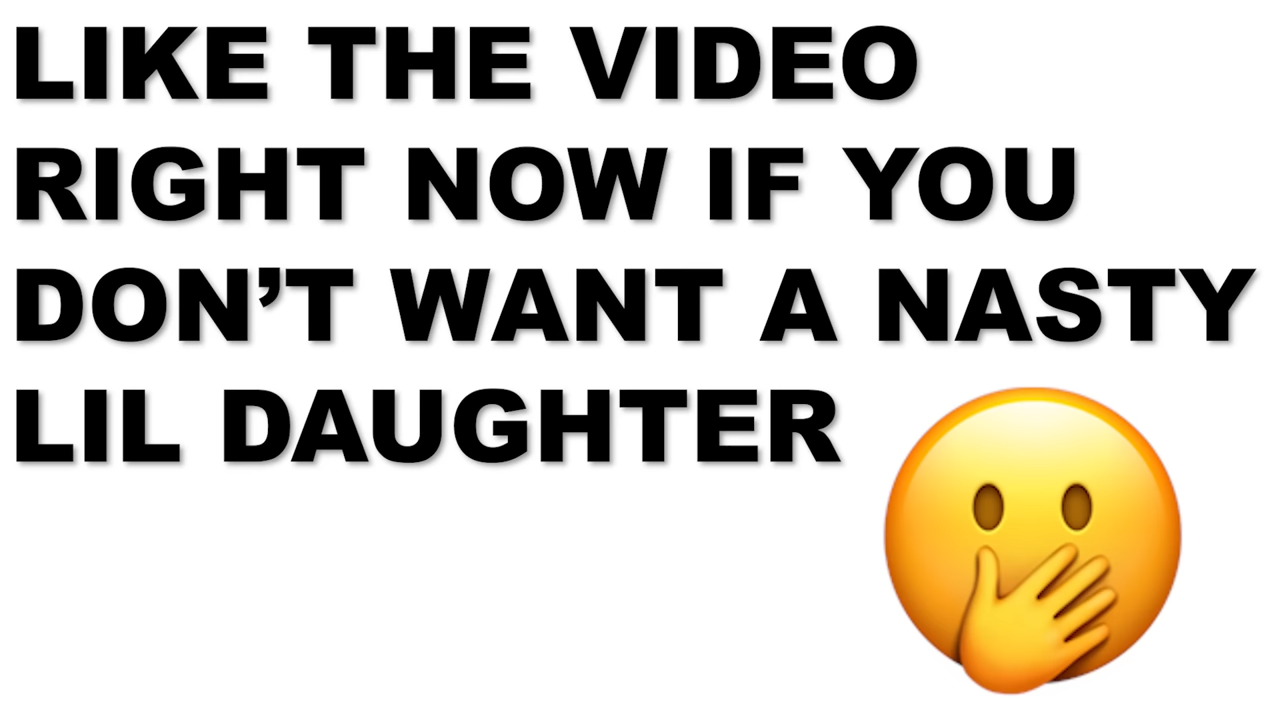 LIKE THE VIDEO
RIGHT NOW IF YOU
DON’T WANT A NASTY
LIL DAUGHTER